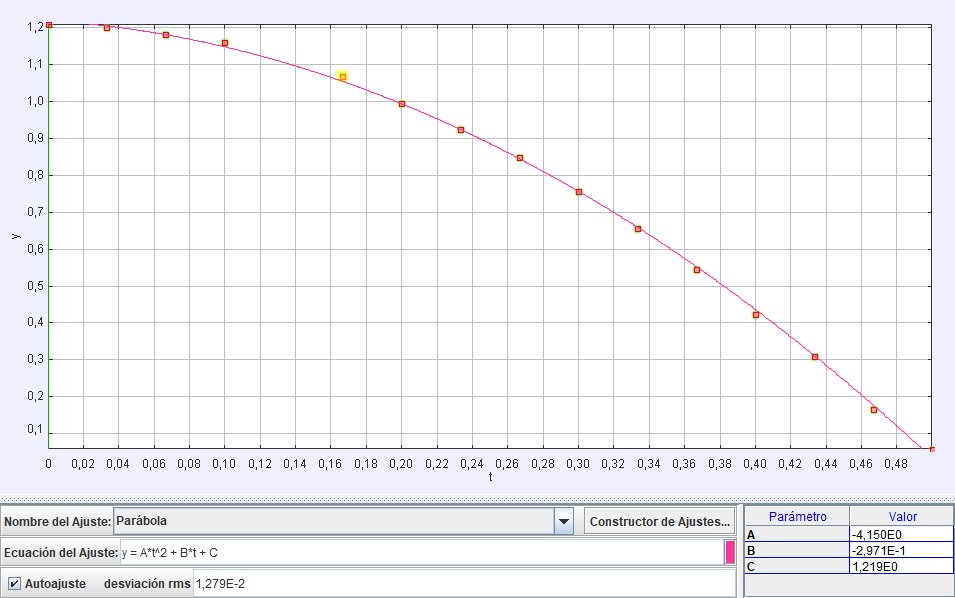 1,2
1,1
1,0
0,9
0,8
0,7
y
0,6
0,5
0,4
0,3
0,2
0,1
0 0,02 0,04 0,06 0,08 0,10 0,12 0,14 0,16 0,18 0,20 0,22 0,24 0,26 0,28 0,30 0,32 0,34 0,36 0,38 0,40 0,42 0,44 0,46 0,48
t
Nombre del Ajuste: Parábola Constructor de Ajustes...
Ecuación del Ajuste: y = A*t^2 + B*t + C
Autoajuste desviación rms 1,279E-2
Parámetro Valor
A -4,150E0
B -2,971E-1
C 1,219E0